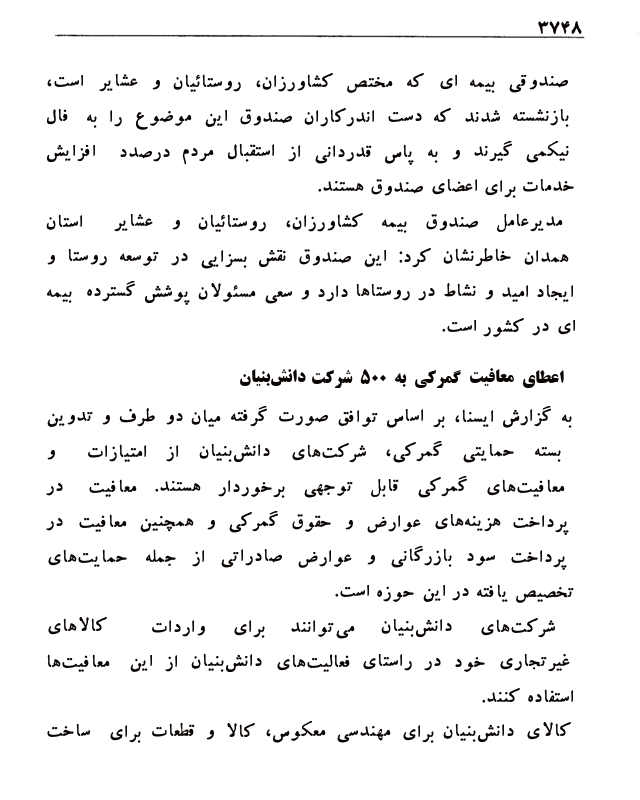 ۳۷۴۸
صندوقی بیمه ای که مختص کشاورزان، روستائیان و عشایر است،
بازنشسته شدند که دست اندرکاران صندوق این موضوع را به فال
نیکمی گیرند و به پاس قدردانی از استقبال مردم درصدد افزایش
خدمات برای اعضای صندوق هستند.
مدیرعامل صندوق بیمه کشاورزان، روستائیان و عشایر استان
همدان خاطرنشان کرد: این صندوق نقش بسزایی در توسعه روستا و
ایجاد امید و نشاط در روستاها دارد و سعی مسئولان پوشش گسترده بیمه
ای در کشور است.
اعطای معافیت گمرکی به ۵۰۰ شرکت دانش‌بنیان
به گزارش ایسنا، بر اساس توافق صورت گرفته میان دو طرف و تدوین
بسته حمایتی گمرکی، شرکت‌های دانش‌بنیان از امتیازات و
معافیت‌های گمرکی قابل توجهی برخوردار هستند. معافیت در
پرداخت هزینه‌های عوارض و حقوق گمرکی و همچنین معافیت در
پرداخت سود بازرگانی و عوارض صادراتی از جمله حمایت‌های
تخصیص یافته در این حوزه است.
شرکت‌های دانش‌بنیان می‌توانند برای واردات کالاهای
غیرتجاری خود در راستای فعالیت‌های دانش‌بنیان از این معافیت‌ها
استفاده کنند.
کالای دانش‌بنیان برای مهندسی معکوس، کالا و قطعات برای ساخت